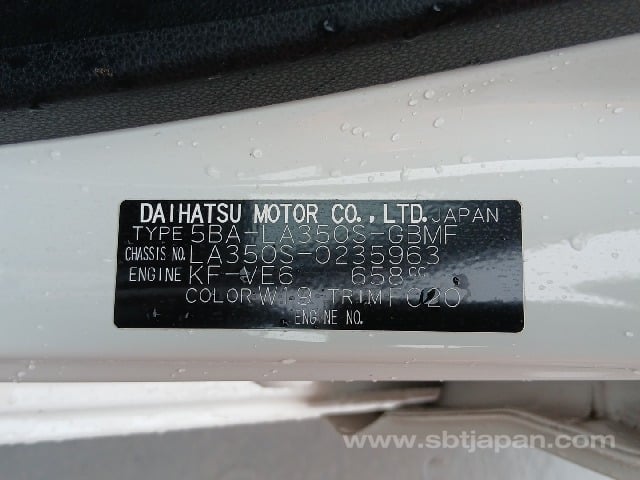 DAIHATSU MOTOR CO., LTD. JAPAN
TYPE 5BA-LA350S-GBMF
CHASSIS NO. LA350S-0235963
ENGINE KF-VE6 658cc
COLOR W19 TRIM F020
ENGINE NO.
www.sbtjapan.com